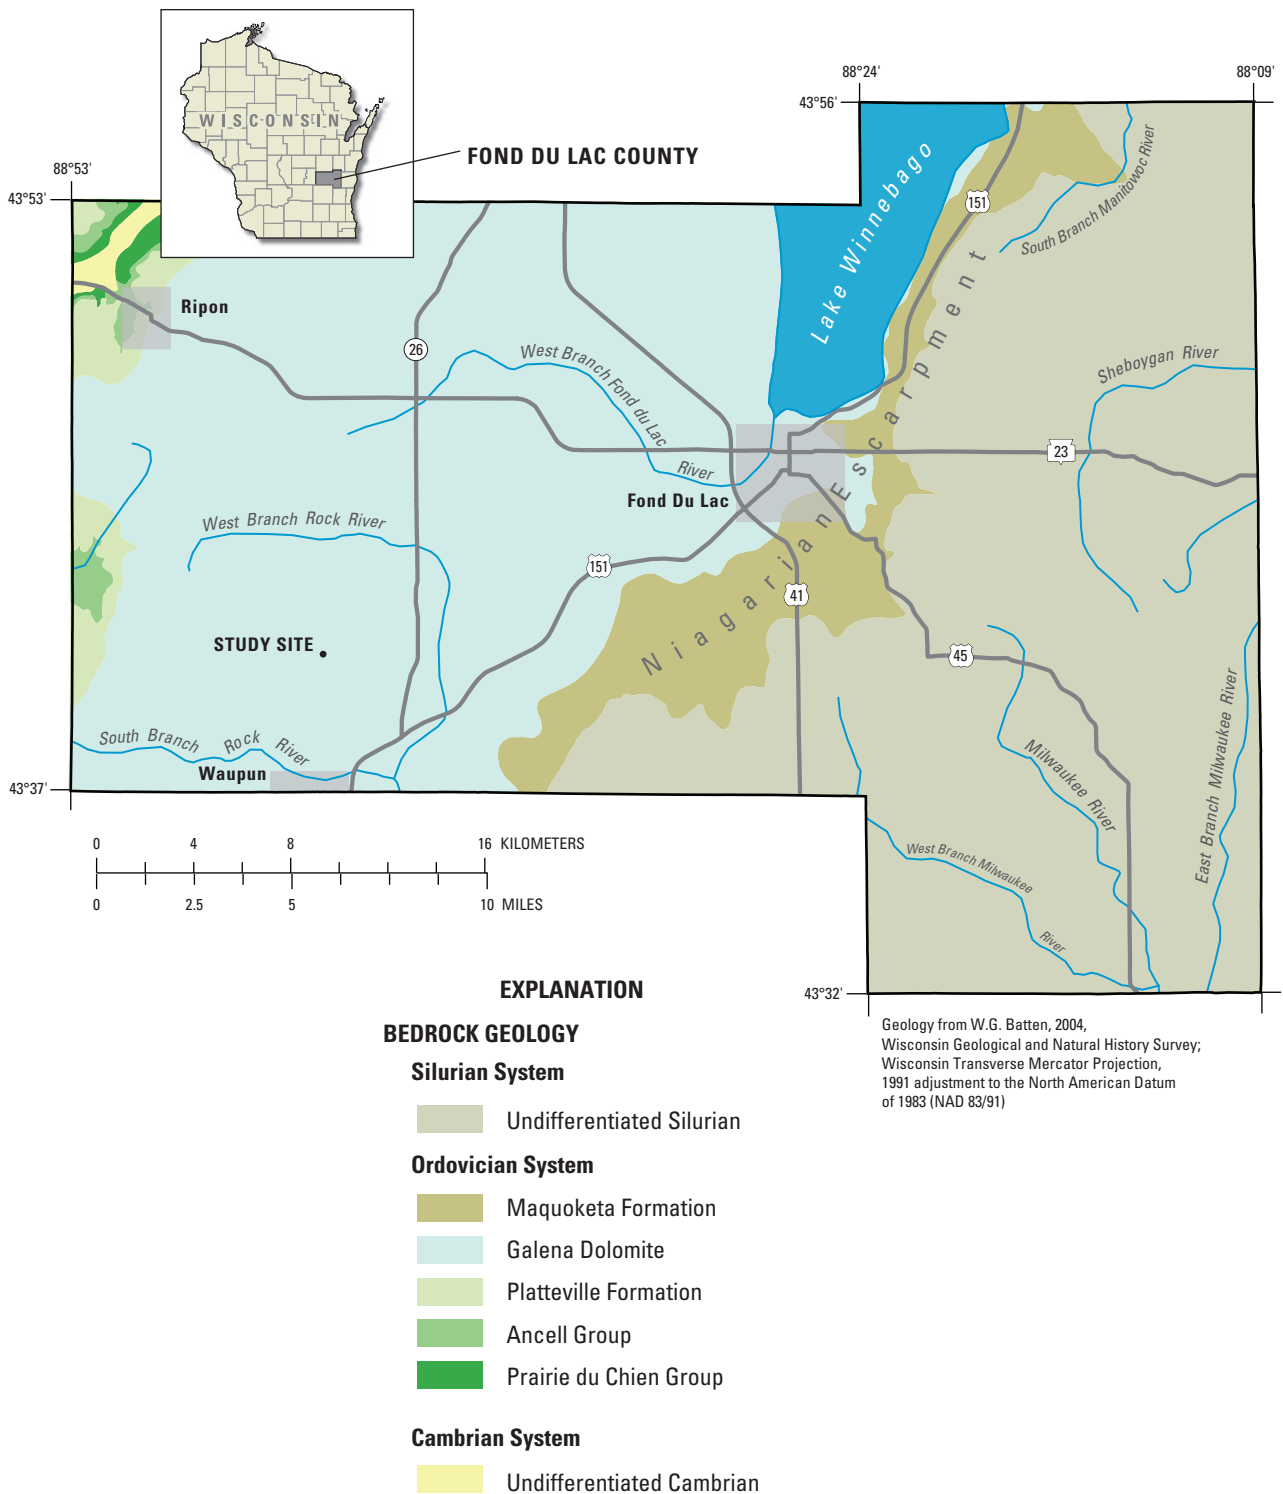 WISCONSIN
FOND DU LAC COUNTY
88°53'
43°53'
88°24'
88°09'
43°56'
Lake Winnebago
151
South Branch Manitowoc River
Ripon
26
West Branch Fond du Lac
River
Niagarian Escarpment
Sheboygan River
23
Fond Du Lac
West Branch Rock River
151
41
STUDY SITE
45
South Branch Rock River
Waupun
43°37'
Milwaukee River
East Branch Milwaukee River
West Branch Milwaukee
River
0 4 8 16 KILOMETERS
0 2.5 5 10 MILES
43°32'
Geology from W.G. Batten, 2004,
Wisconsin Geological and Natural History Survey;
Wisconsin Transverse Mercator Projection,
1991 adjustment to the North American Datum
of 1983 (NAD 83/91)
EXPLANATION
BEDROCK GEOLOGY
Silurian System
Undifferentiated Silurian
Ordovician System
Maquoketa Formation
Galena Dolomite
Platteville Formation
Ancell Group
Prairie du Chien Group
Cambrian System
Undifferentiated Cambrian